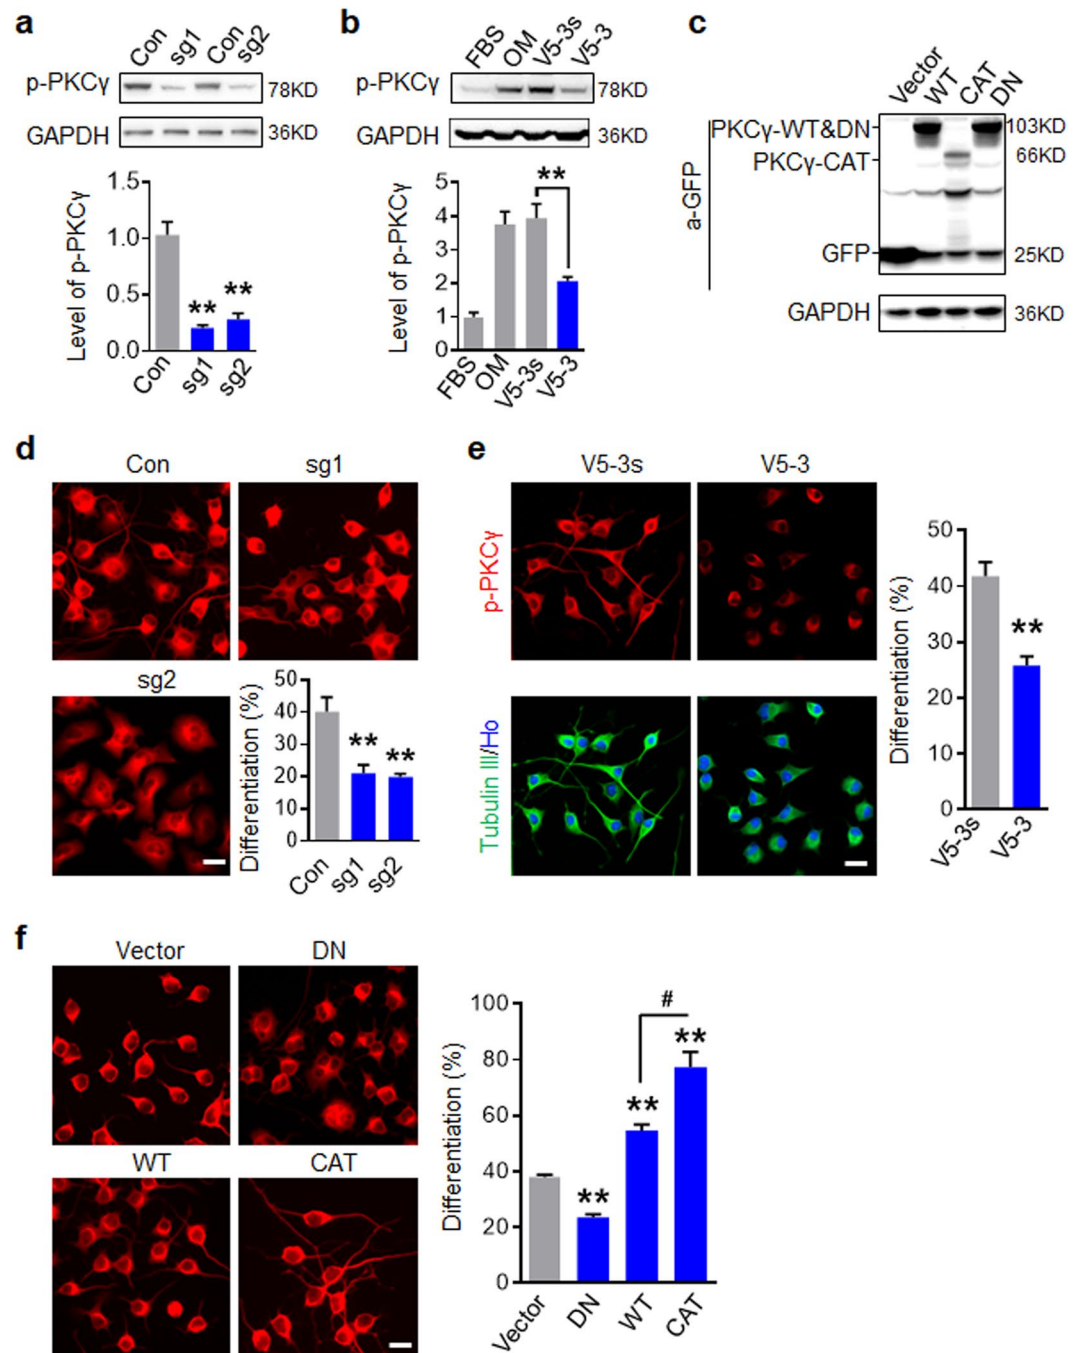 a
Con sg1 Con sg2
p-PKCγ 78KD
GAPDH 36KD
Level of p-PKCγ
1.5
1.0
0.5
0.0
** **
Con sg1 sg2
b
FBS OM V5-3s V5-3
p-PKCγ 78KD
GAPDH 36KD
Level of p-PKCγ
5
4
3
2
1
0
**
FBS OM V5-3s V5-3
c
Vector WT CAT DN
a-GFP
PKCγ-WT&DN 103KD
PKCγ-CAT 66KD
GFP 25KD
GAPDH 36KD
d
Con sg1
sg2
Differentiation (%)
50
40
30
20
10
0
** **
Con sg1 sg2
e
V5-3s V5-3
p-PKCγ
Tubulin III/Ho
Differentiation (%)
50
40
30
20
10
0
**
V5-3s V5-3
f
Vector DN
WT CAT
Differentiation (%)
100
80
60
40
20
0
#
** ** **
Vector DN WT CAT